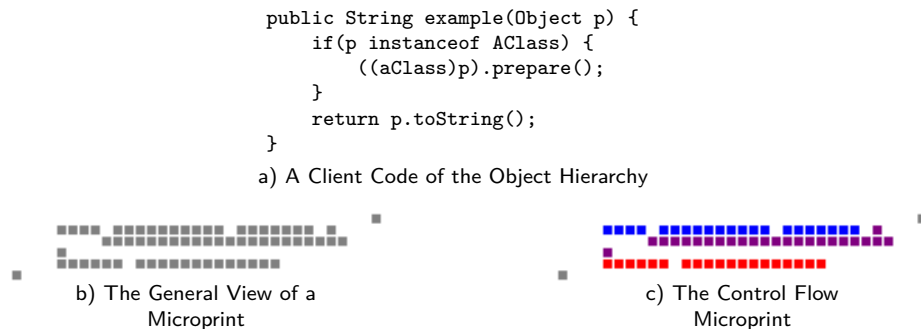 public String example(Object p) {
if(p instanceof AClass) {
((aClass)p).prepare();
}
return p.toString();
}
a) A Client Code of the Object Hierarchy
b) The General View of a
Microprint
c) The Control Flow
Microprint